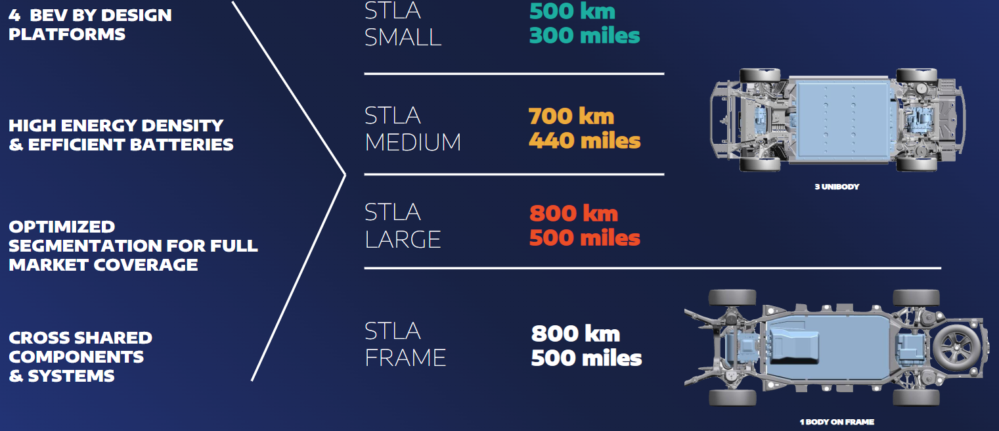 4 BEV BY DESIGN
PLATFORMS
HIGH ENERGY DENSITY
& EFFICIENT BATTERIES
OPTIMIZED
SEGMENTATION FOR FULL
MARKET COVERAGE
CROSS SHARED
COMPONENTS
& SYSTEMS
STLA
SMALL
500 km
300 miles
STLA
MEDIUM
700 km
440 miles
STLA
LARGE
800 km
500 miles
3 UNIBODY
STLA
FRAME
800 km
500 miles
1 BODY ON FRAME